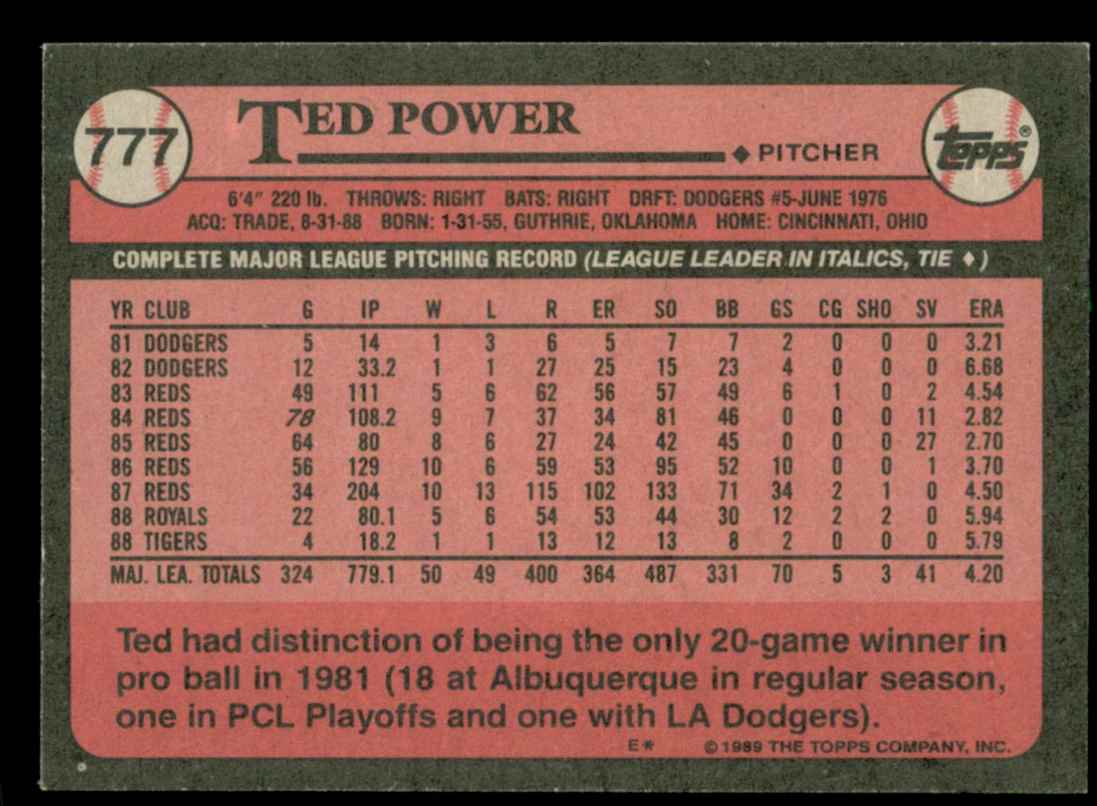 777
TED POWER
◆ PITCHER
TOPPS®
6'4" 220 lb. THROWS: RIGHT BATS: RIGHT DRFT: DODGERS #5-JUNE 1976
ACQ: TRADE, 8-31-88 BORN: 1-31-55, GUTHRIE, OKLAHOMA HOME: CINCINNATI, OHIO
COMPLETE MAJOR LEAGUE PITCHING RECORD (LEAGUE LEADER IN ITALICS, TIE ♦)
YR CLUB G IP W L R ER SO BB GS CG SHO SV ERA
81 DODGERS 5 14 1 3 6 5 7 7 2 0 0 0 3.21
82 DODGERS 12 33.2 1 1 27 25 15 23 4 0 0 0 6.68
83 REDS 49 111 5 6 62 56 57 49 6 1 0 2 4.54
84 REDS 78 108.2 9 7 37 34 81 46 0 0 0 11 2.82
85 REDS 64 80 8 6 27 24 42 45 0 0 0 27 2.70
86 REDS 56 129 10 6 59 53 95 52 10 0 0 1 3.70
87 REDS 34 204 10 13 115 102 133 71 34 2 1 0 4.50
88 ROYALS 22 80.1 5 6 54 53 44 30 12 2 2 0 5.94
88 TIGERS 4 18.2 1 1 13 12 13 8 2 0 0 0 5.79
MAJ. LEA. TOTALS 324 779.1 50 49 400 364 487 331 70 5 3 41 4.20
Ted had distinction of being the only 20-game winner in
pro ball in 1981 (18 at Albuquerque in regular season,
one in PCL Playoffs and one with LA Dodgers).
E* © 1989 THE TOPPS COMPANY, INC.